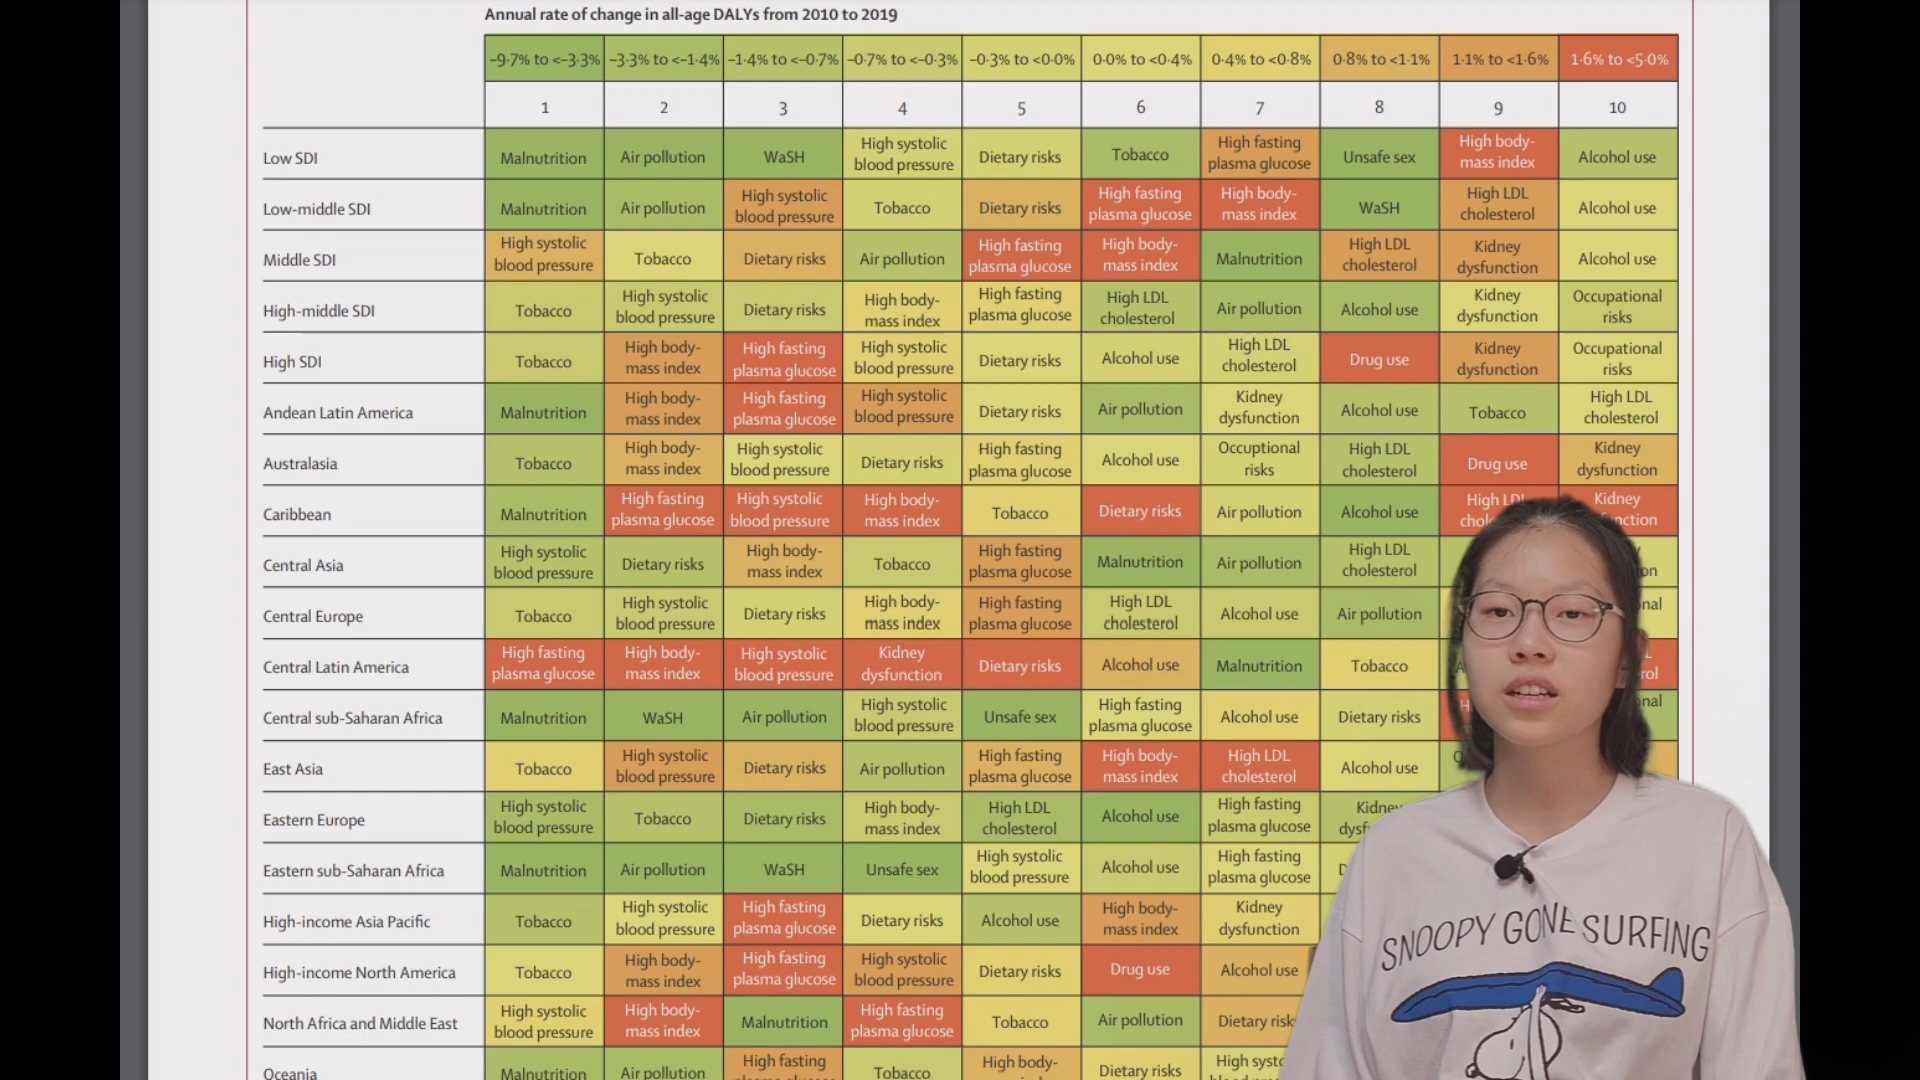 Annual rate of change in all-age DALYs from 2010 to 2019
–9·7% to <–3·3% –3·3% to <–1·4% –1·4% to <–0·7% –0·7% to <–0·3% –0·3% to <0·0% 0·0% to <0·4% 0·4% to <0·8% 0·8% to <1·1% 1·1% to <1·6% 1·6% to <5·0%
1 2 3 4 5 6 7 8 9 10
Low SDI Malnutrition Air pollution WaSH High systolic blood pressure Dietary risks Tobacco High fasting plasma glucose Unsafe sex High body-mass index Alcohol use
Low-middle SDI Malnutrition Air pollution High systolic blood pressure Tobacco Dietary risks High fasting plasma glucose High body-mass index WaSH High LDL cholesterol Alcohol use
Middle SDI High systolic blood pressure Tobacco Dietary risks Air pollution High fasting plasma glucose High body-mass index Malnutrition High LDL cholesterol Kidney dysfunction Alcohol use
High-middle SDI Tobacco High systolic blood pressure Dietary risks High body-mass index High fasting plasma glucose High LDL cholesterol Air pollution Alcohol use Kidney dysfunction Occupational risks
High SDI Tobacco High body-mass index High fasting plasma glucose High systolic blood pressure Dietary risks Alcohol use High LDL cholesterol Drug use Kidney dysfunction Occupational risks
Andean Latin America Malnutrition High body-mass index High fasting plasma glucose High systolic blood pressure Dietary risks Air pollution Kidney dysfunction Alcohol use Tobacco High LDL cholesterol
Australasia Tobacco High body-mass index High systolic blood pressure Dietary risks High fasting plasma glucose Alcohol use Occuptional risks High LDL cholesterol Drug use Kidney dysfunction
Caribbean Malnutrition High fasting plasma glucose High systolic blood pressure High body-mass index Tobacco Dietary risks Air pollution Alcohol use High Kidney
Central Asia High systolic blood pressure Dietary risks High body-mass index Tobacco High fasting plasma glucose Malnutrition Air pollution High LDL cholesterol
Central Europe Tobacco High systolic blood pressure Dietary risks High body-mass index High fasting plasma glucose High LDL cholesterol Alcohol use Air pollution
Central Latin America High fasting plasma glucose High body-mass index High systolic blood pressure Kidney dysfunction Dietary risks Alcohol use Malnutrition Tobacco
Central sub-Saharan Africa Malnutrition WaSH Air pollution High systolic blood pressure Unsafe sex High fasting plasma glucose Alcohol use Dietary risks
East Asia Tobacco High systolic blood pressure Dietary risks Air pollution High fasting plasma glucose High body-mass index High LDL cholesterol Alcohol use
Eastern Europe High systolic blood pressure Tobacco Dietary risks High body-mass index High LDL cholesterol Alcohol use High fasting plasma glucose Kidney
Eastern sub-Saharan Africa Malnutrition Air pollution WaSH Unsafe sex High systolic blood pressure Alcohol use High fasting plasma glucose
High-income Asia Pacific Tobacco High systolic blood pressure High fasting plasma glucose Dietary risks Alcohol use High body-mass index Kidney dysfunction
High-income North America Tobacco High body-mass index High fasting plasma glucose High systolic blood pressure Dietary risks Drug use Alcohol use
North Africa and Middle East High systolic blood pressure High body-mass index Malnutrition High fasting plasma glucose Tobacco Air pollution Dietary
Oceania Malnutrition Air pollution High fasting Tobacco High body- Dietary risks High
SNOOPY GONE SURFING